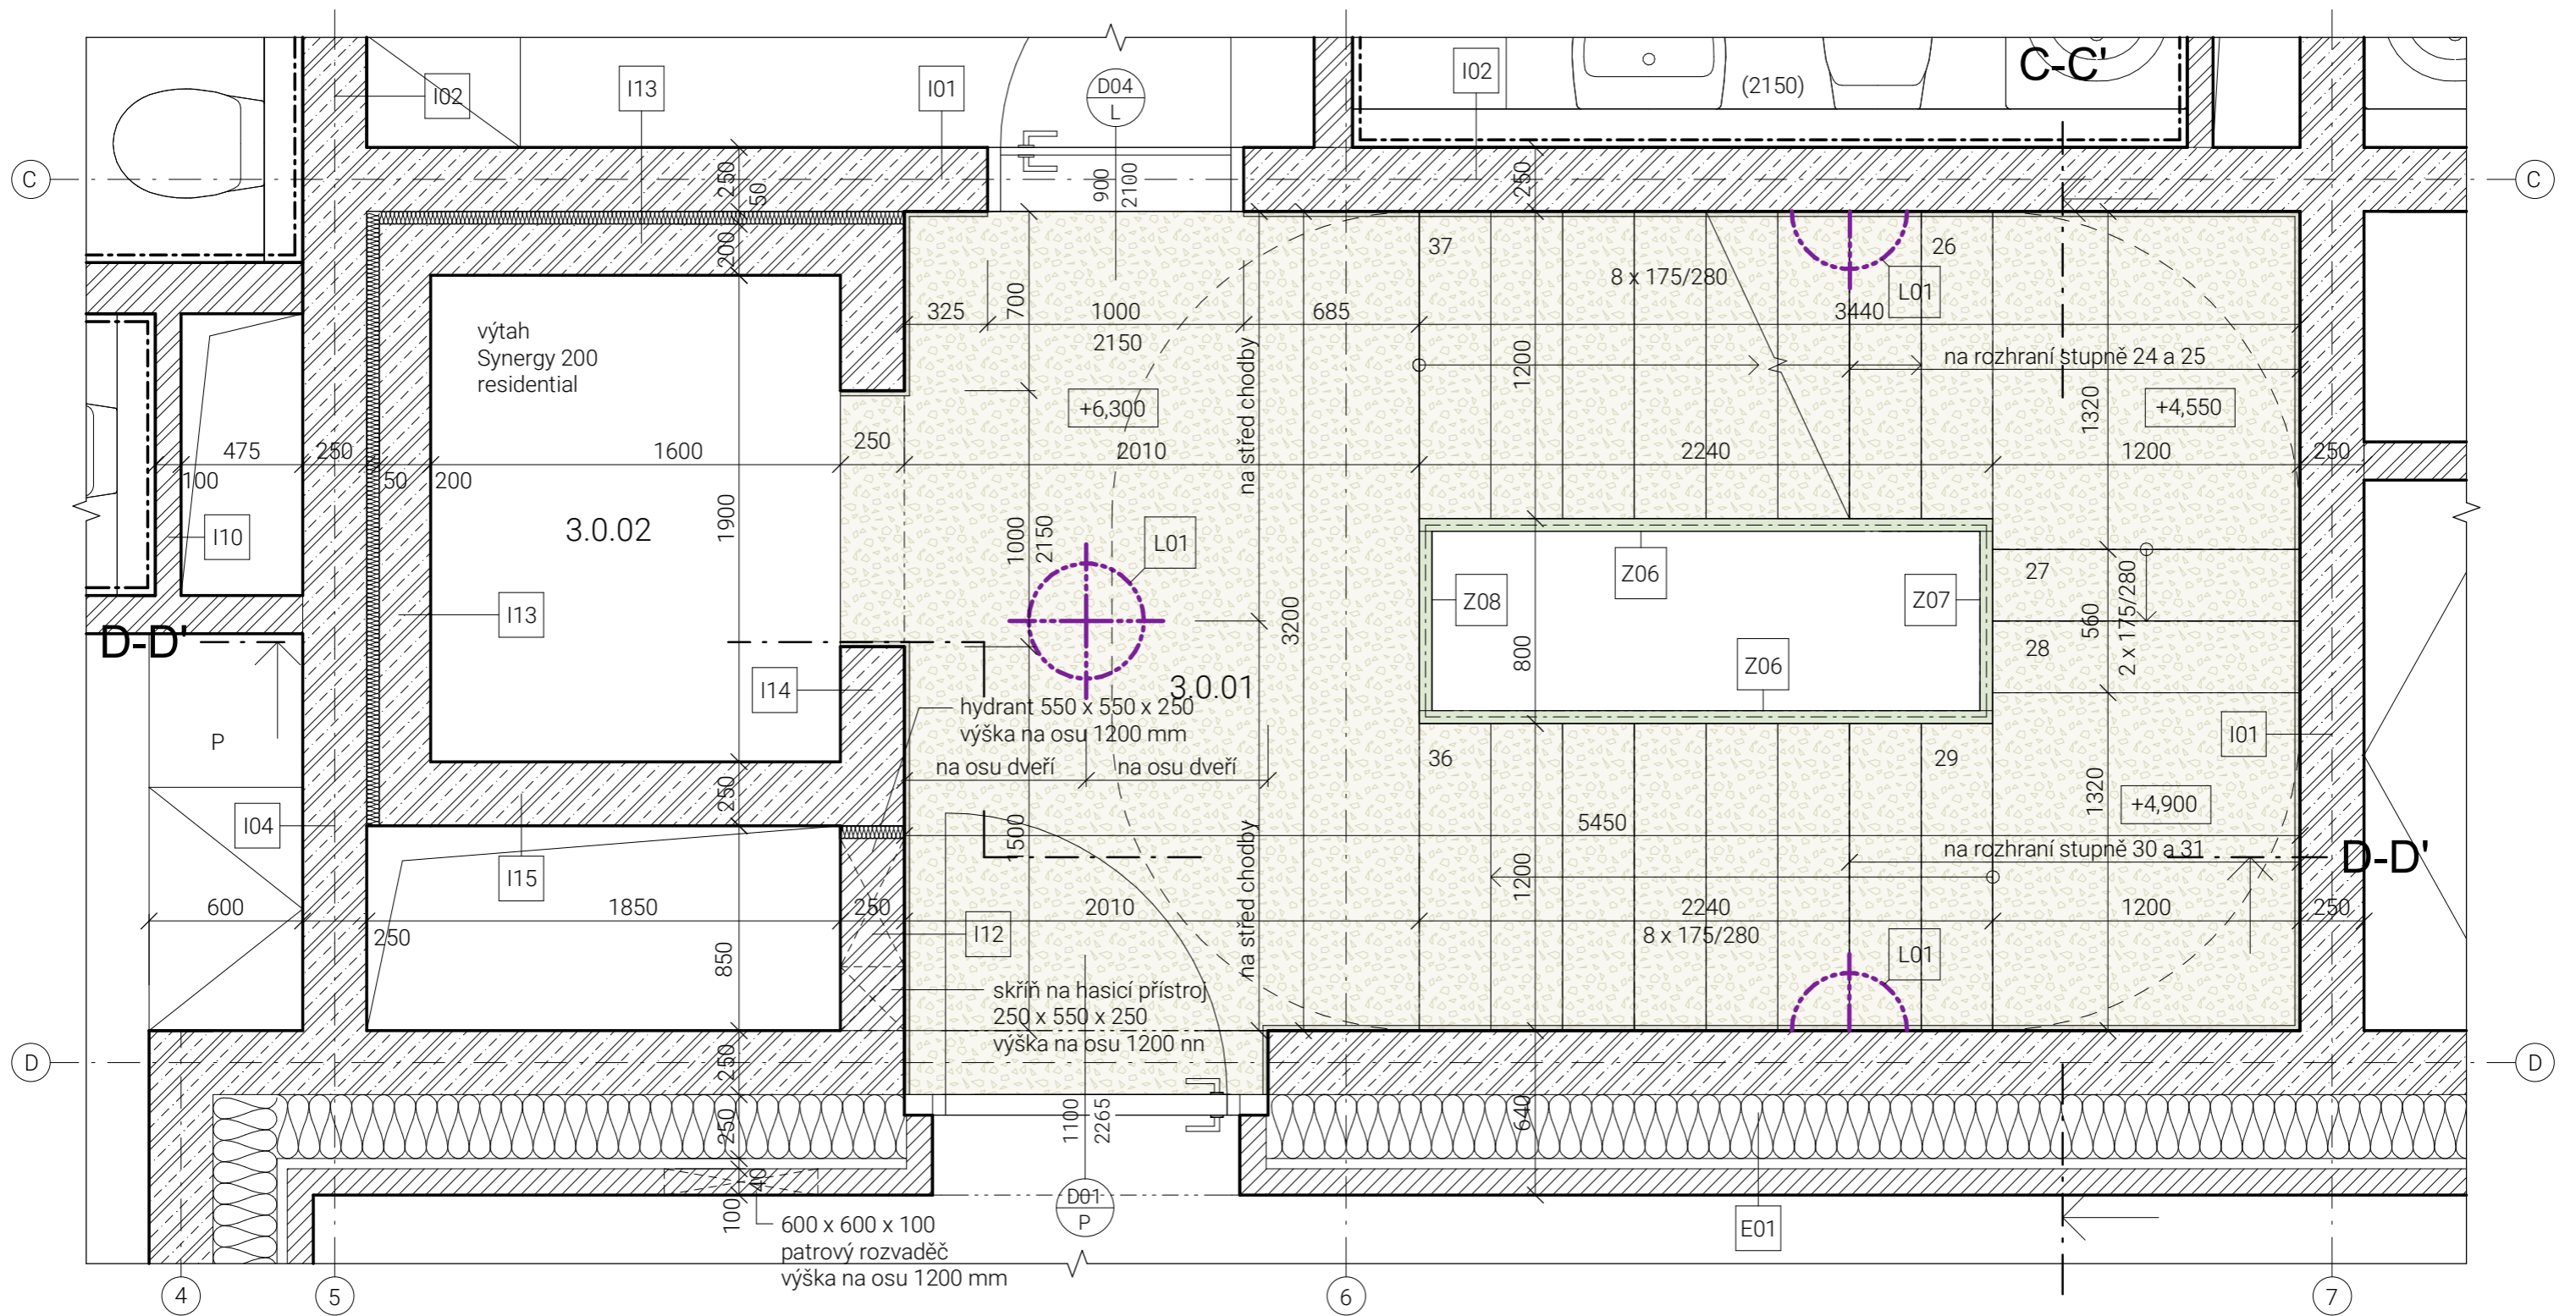 C-C'
I02
I13
I01
D04
L
I02
(2150)
C
C
250
50
200
900
2100
250
37
26
8 x 175/280
L01
325
700
1000
2150
685
3440
výtah
Synergy 200
residential
na střed chodby
1200
na rozhraní stupně 24 a 25
+6,300
1320
+4,550
475
250
1600
250
2010
2240
1200
250
100
50
200
1900
3.0.02
I10
1000
2150
L01
3200
Z06
Z08
Z07
27
560
2 x 175/280
28
I13
D-D'
800
Z06
I14
3.0.01
hydrant 550 x 550 x 250
výška na osu 1200 mm
P
I01
na osu dveří
na osu dveří
36
29
250
1320
+4,900
I04
1500
5450
na střed chodby
na rozhraní stupně 30 a 31
D-D'
I15
1200
600
1850
250
2010
2240
1200
250
250
8 x 175/280
I12
850
L01
skříň na hasicí přístroj
250 x 550 x 250
výška na osu 1200 nn
D
D
250
250
1100
2265
640
40
100
D01
P
600 x 600 x 100
patrový rozvaděč
výška na osu 1200 mm
E01
4
5
6
7